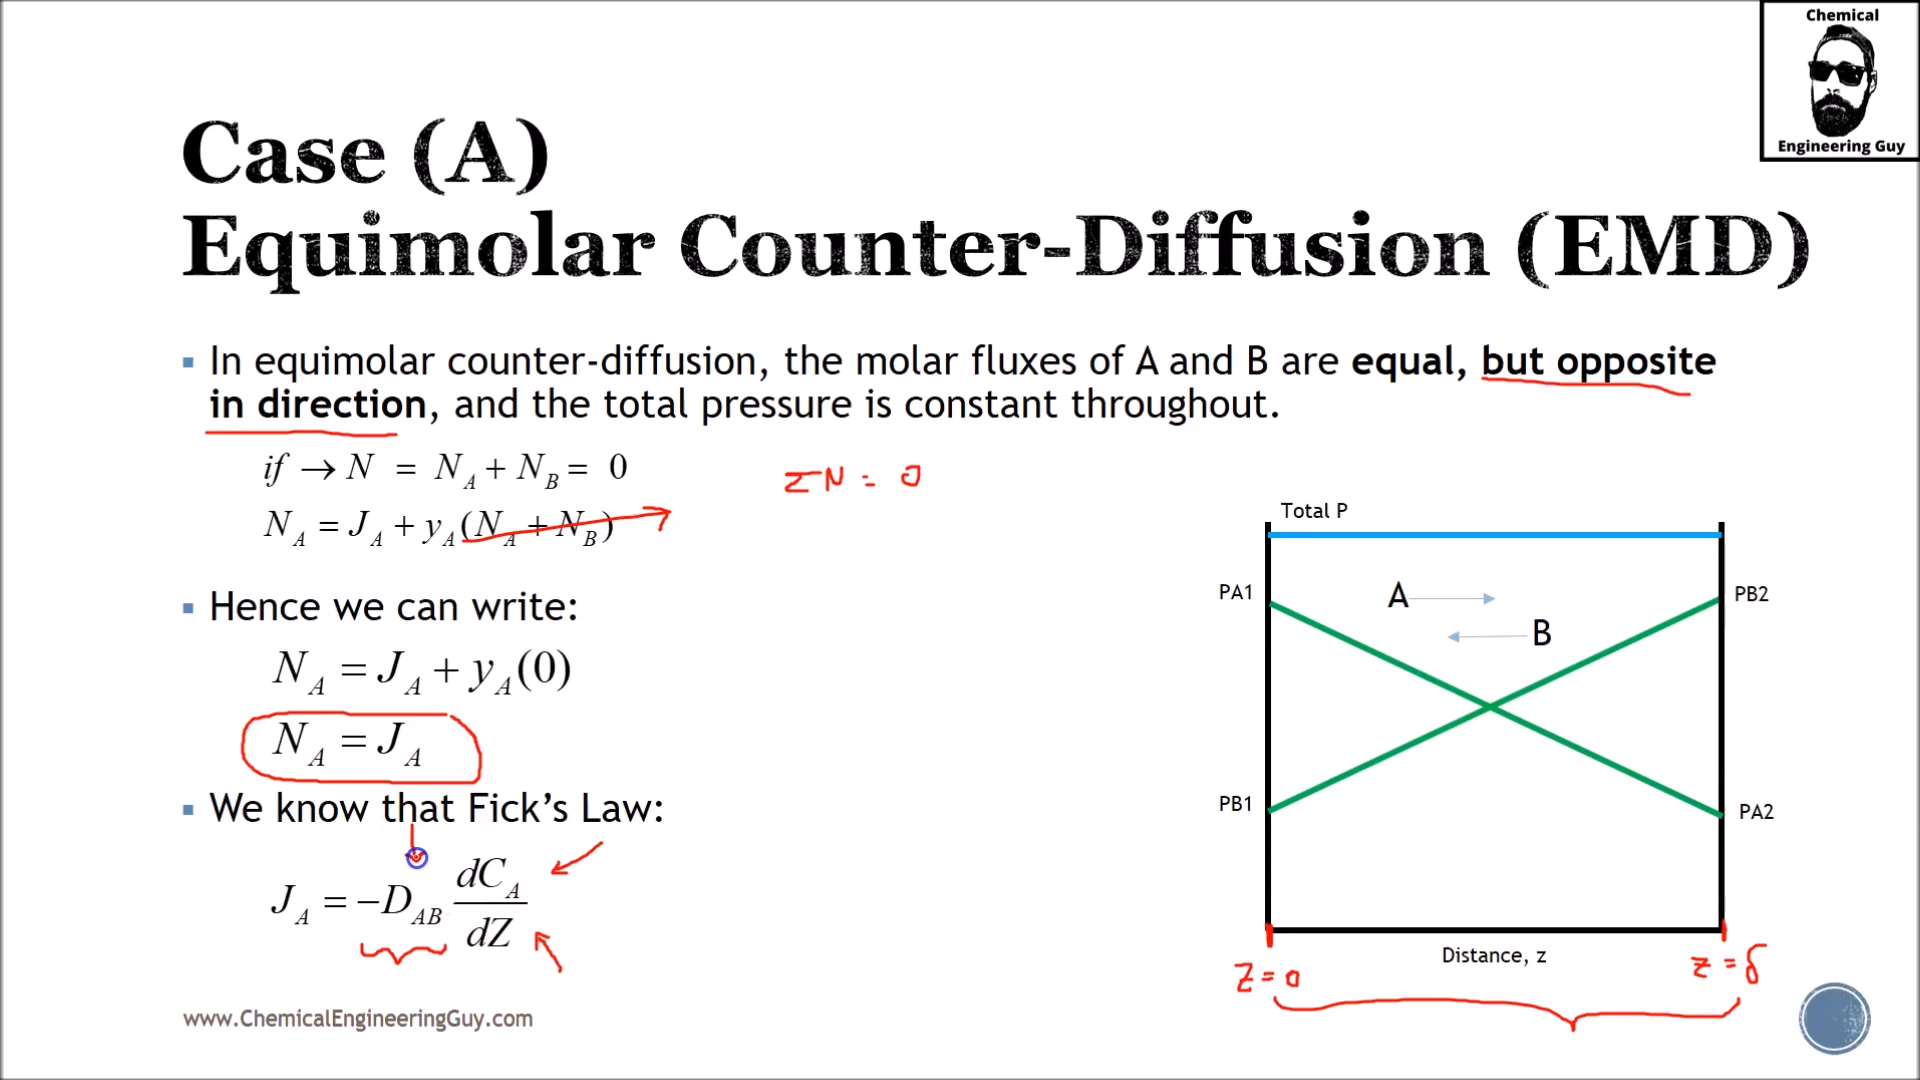 Chemical
Engineering Guy
Case (A)
Equimolar Counter-Diffusion (EMD)
▪ In equimolar counter-diffusion, the molar fluxes of A and B are equal, but opposite
in direction, and the total pressure is constant throughout.
if → N = N_A + N_B = 0
ΣN = 0
N_A = J_A + y_A(N_A + N_B)
▪ Hence we can write:
N_A = J_A + y_A(0)
N_A = J_A
▪ We know that Fick's Law:
J_A = −D_AB dC_A/dZ
Total P
PA1
A
PB2
B
PB1
PA2
Distance, z
Z = 0
z = δ
www.ChemicalEngineeringGuy.com